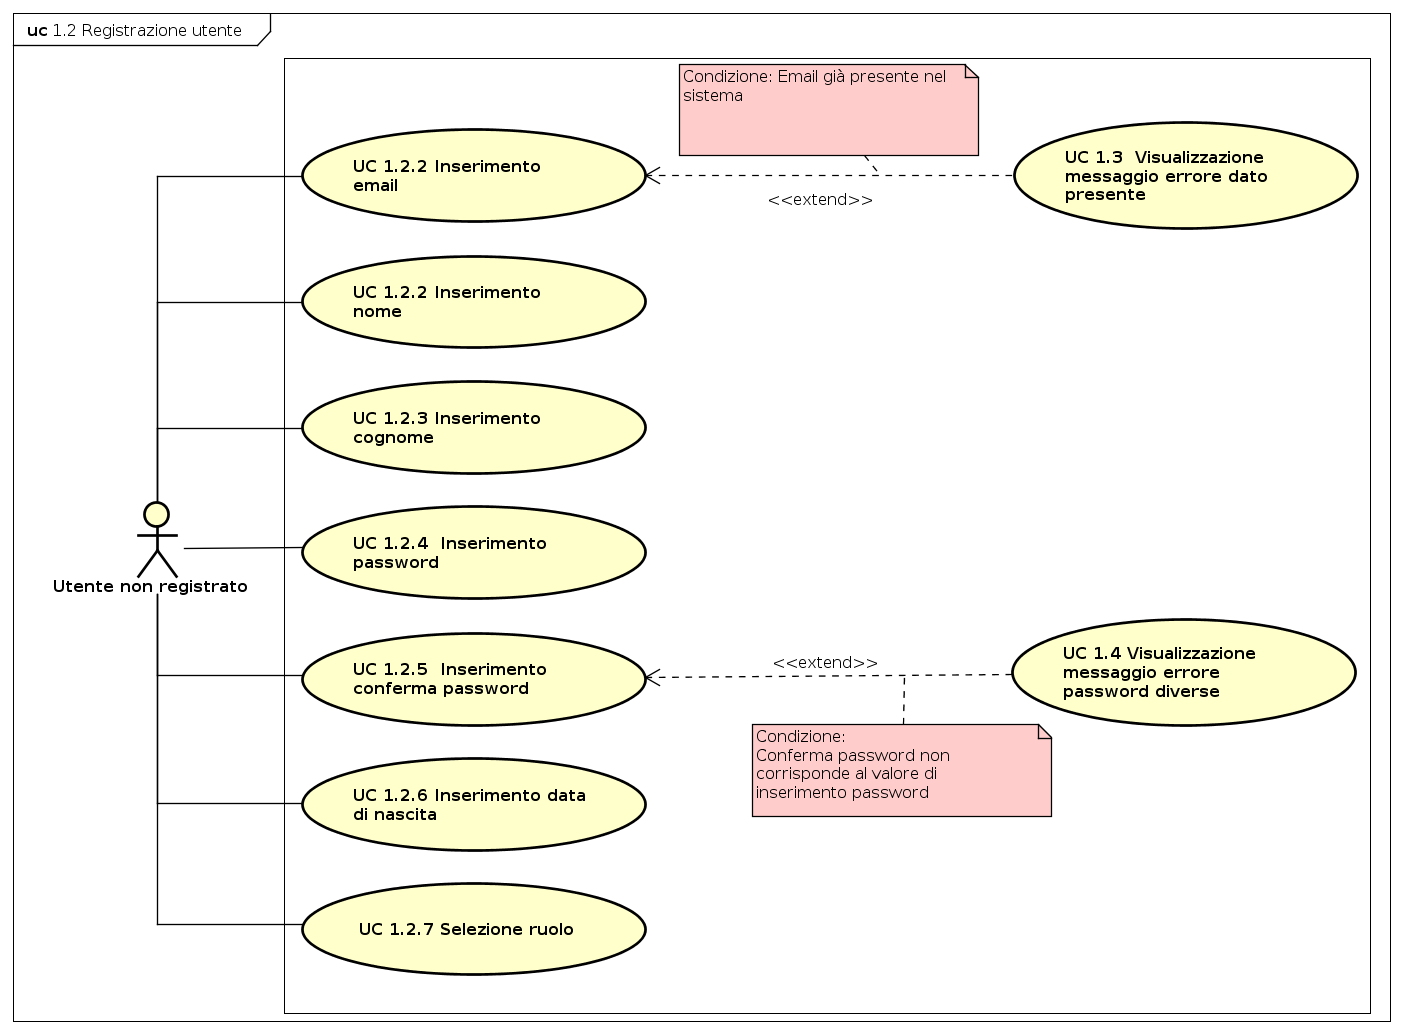 uc 1.2 Registrazione utente
Condizione: Email già presente nel
sistema
UC 1.2.2 Inserimento
email
<<extend>>
UC 1.3  Visualizzazione
messaggio errore dato
presente
UC 1.2.2 Inserimento
nome
UC 1.2.3 Inserimento
cognome
UC 1.2.4  Inserimento
password
Utente non registrato
UC 1.2.5  Inserimento
conferma password
<<extend>>
UC 1.4 Visualizzazione
messaggio errore
password diverse
Condizione:
Conferma password non
corrisponde al valore di
inserimento password
UC 1.2.6 Inserimento data
di nascita
UC 1.2.7 Selezione ruolo